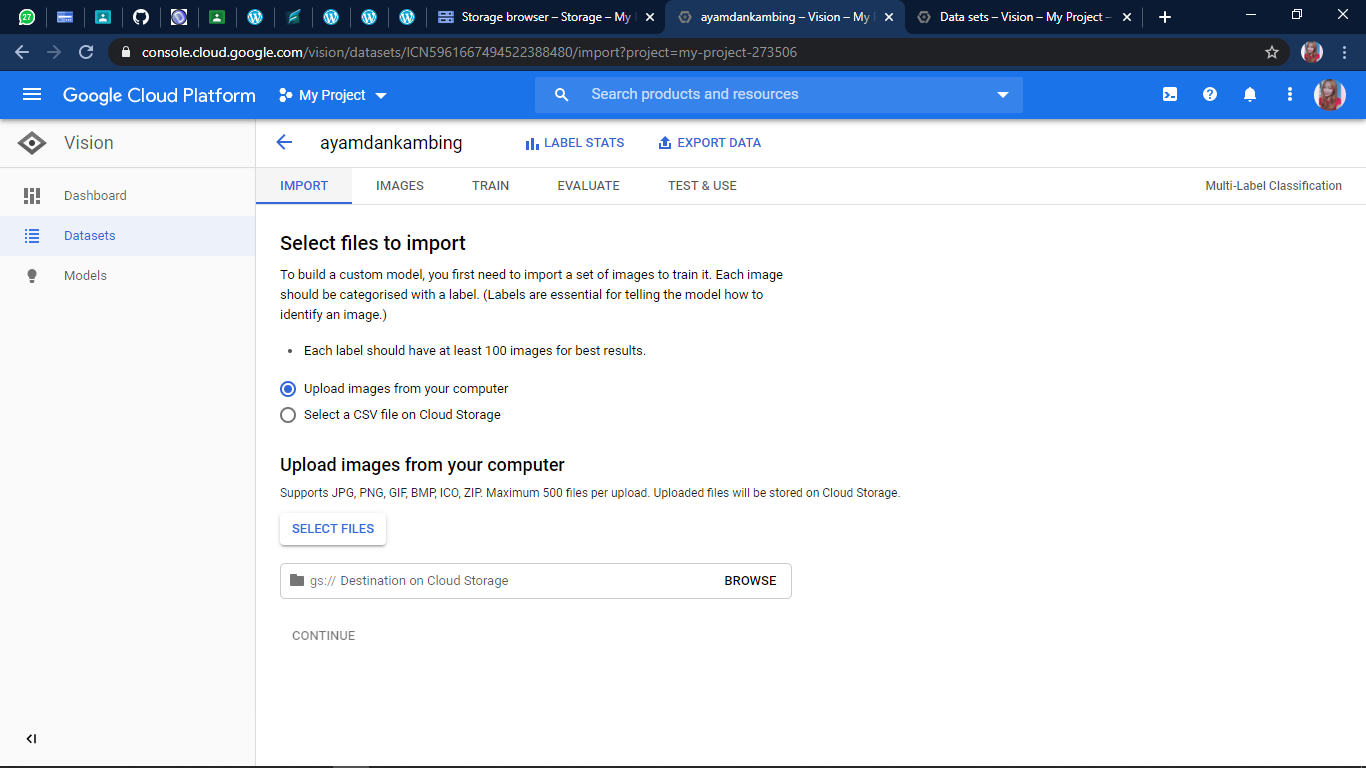 27
Storage browser – Storage – My
ayamdankambing – Vision – My
Data sets – Vision – My Project –
console.cloud.google.com/vision/datasets/ICN5961667494522388480/import?project=my-project-273506
Google Cloud Platform
My Project
Search products and resources
Vision
ayamdankambing
LABEL STATS
EXPORT DATA
IMPORT
IMAGES
TRAIN
EVALUATE
TEST & USE
Multi-Label Classification
Dashboard
Datasets
Models
Select files to import
To build a custom model, you first need to import a set of images to train it. Each image
should be categorised with a label. (Labels are essential for telling the model how to
identify an image.)
• Each label should have at least 100 images for best results.
Upload images from your computer
Select a CSV file on Cloud Storage
Upload images from your computer
Supports JPG, PNG, GIF, BMP, ICO, ZIP. Maximum 500 files per upload. Uploaded files will be stored on Cloud Storage.
SELECT FILES
gs:// Destination on Cloud Storage
BROWSE
CONTINUE